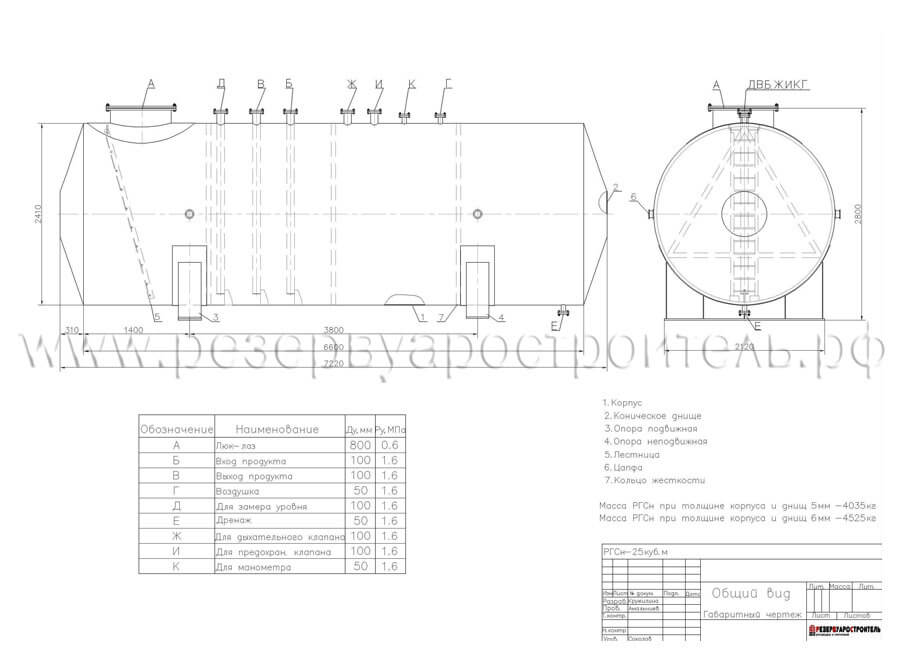 А Д В Б Ж И К Г
А ДВБ ЖИКГ
2
6
2410
2800
5 3 1 7 4 Е Е
310 1400 3800
6600
7220
2120
www.резервуаростроитель.рф
1. Корпус
2. Коническое днище
3. Опора подвижная
4. Опора неподвижная
5. Лестница
6. Цапфа
7. Кольцо жесткости
Обозначение Наименование Ду, мм Ру, МПа
А Люк-лаз 800 0.6
Б Вход продукта 100 1.6
В Выход продукта 100 1.6
Г Воздушка 50 1.6
Д Для замера уровня 100 1.6
Е Дренаж 50 1.6
Ж Для дыхательного клапана 100 1.6
И Для предохран. клапана 100 1.6
К Для манометра 50 1.6
Масса РГСн при толщине корпуса и днищ 5мм -4035кг
Масса РГСн при толщине корпуса и днищ 6мм -4525кг
РГСн-25куб.м
Изм Лист № докум. Подп. Дата
Разраб. Кружилина
Пров.
Т.контр.
Н.контр.
Утв. Соколов
Общий вид
Габаритный чертеж
Лит. Масса Лит.
Лист Листов
РЕЗЕРВУАРОСТРОИТЕЛЬ